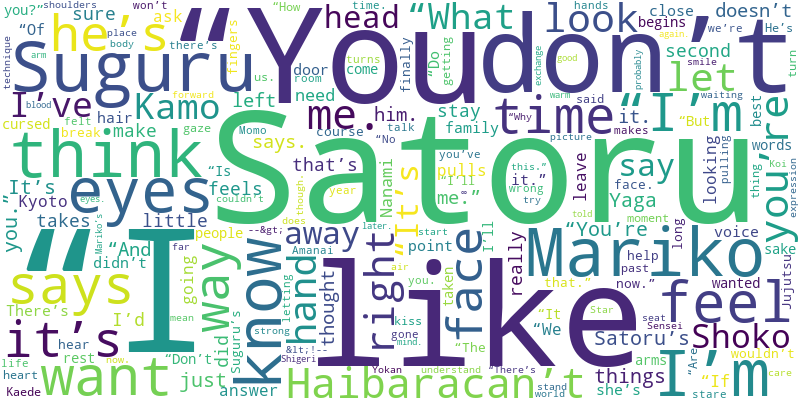 shoulders won't place time. "How
you?" sure "Of he's "You don't head "What look ask begins close doesn't
technique arm cursed felt blood Suguru I've Kamo hair there's fingers door room need finally second let getting "Do us. turns come exchange probably we're He's smile good warm again. turn
break make gaze left body forward me. him. time "I'm "Why said it. stay family makes "But waiting best words
think Satoru course Momo talk "No picture
It's Kyoto eyes "Is feels says. that's Nanami you've pulls "I'll me." it." this." wrong try say face. leave Yaga looking pulling you're thing, Koi expression
you." takes little couldn't year though. does eyes. told moment
"And didn't Mariko's far people away --&gt; Amanai "It's I'll later. start point "You're long voice sake
" I says way going know hand letting thought right face really taken you. air kiss gone mind. Mariko help past wanted Jujutsu
There's I'd like that." now." "It "We Star Sensei seat feel
it's hear rest now. "Don't did Suguru's strong &lt;!-- Shigeri Yokan "The Satoru's arms Shoko
life heart Kaede want mean just answer Haibara can't understand "There's stand world things she's "If "Are I'm wouldn't stare care